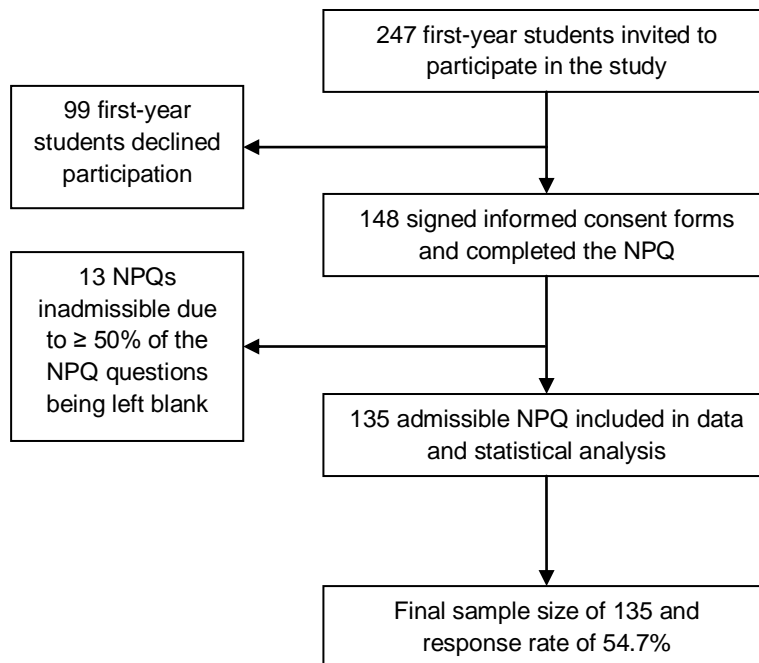 247 first-year students invited to
participate in the study
99 first-year
students declined
participation
148 signed informed consent forms
and completed the NPQ
13 NPQs
inadmissible due
to ≥ 50% of the
NPQ questions
being left blank
135 admissible NPQ included in data
and statistical analysis
Final sample size of 135 and
response rate of 54.7%